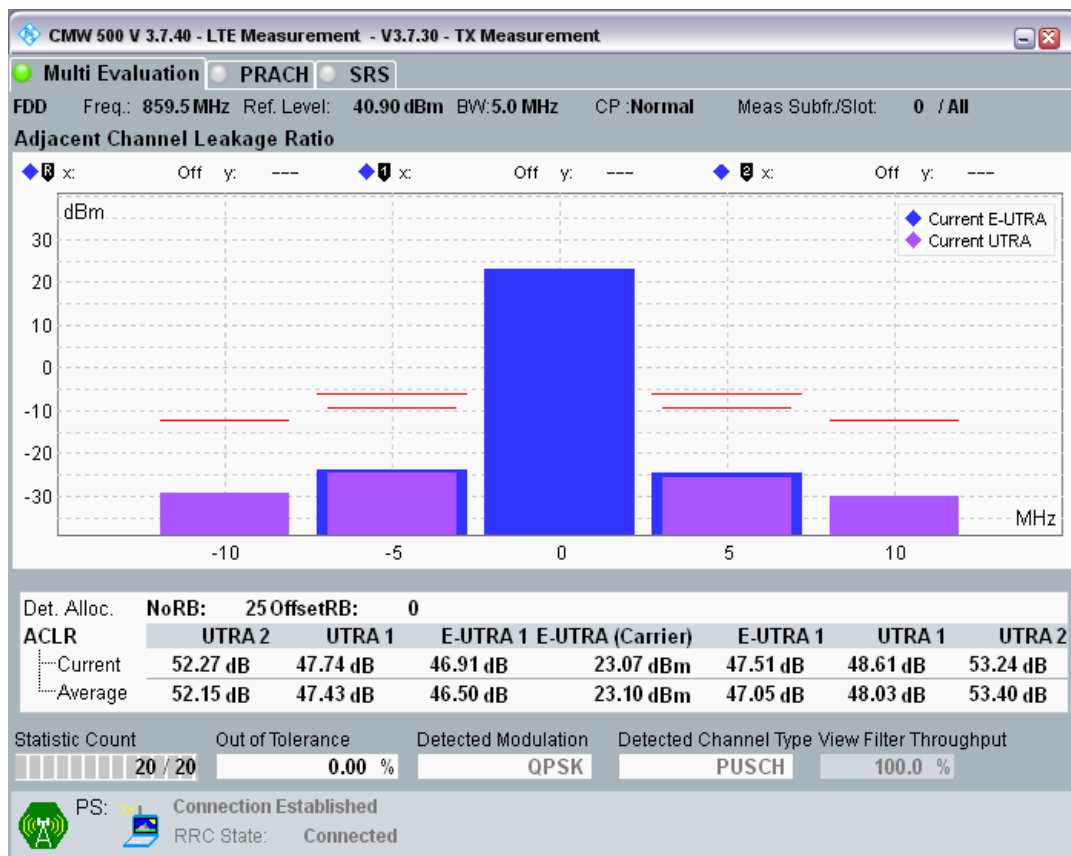 CMW 500 V 3.7.40 - LTE Measurement - V3.7.30 - TX Measurement
Multi Evaluation PRACH SRS
FDD Freq.: 859.5 MHz Ref. Level: 40.90 dBm BW:5.0 MHz CP :Normal Meas Subfr./Slot: 0 / All
Adjacent Channel Leakage Ratio
R x: Off y: --- 1 x: Off y: --- 2 x: Off y: ---
dBm
Current E-UTRA
Current UTRA
30
20
10
0
-10
-20
-30
MHz
-10 -5 0 5 10
Det. Alloc. NoRB: 25 OffsetRB: 0
ACLR UTRA 2 UTRA 1 E-UTRA 1 E-UTRA (Carrier) E-UTRA 1 UTRA 1 UTRA 2
Current 52.27 dB 47.74 dB 46.91 dB 23.07 dBm 47.51 dB 48.61 dB 53.24 dB
Average 52.15 dB 47.43 dB 46.50 dB 23.10 dBm 47.05 dB 48.03 dB 53.40 dB
Statistic Count Out of Tolerance Detected Modulation Detected Channel Type View Filter Throughput
20 / 20 0.00 % QPSK PUSCH 100.0 %
PS: Connection Established
RRC State: Connected